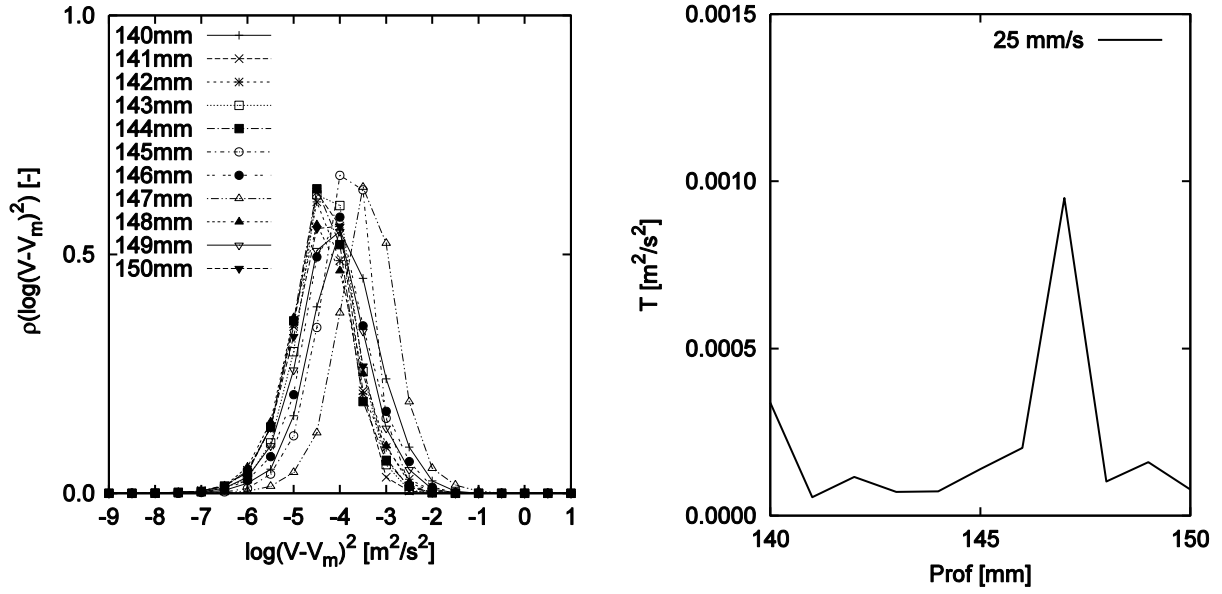 1.0
0.5
0.0
ρ(log(V-V_m)^2) [-]
140mm
141mm
142mm
143mm
144mm
145mm
146mm
147mm
148mm
149mm
150mm
-9 -8 -7 -6 -5 -4 -3 -2 -1 0 1
log(V-V_m)^2 [m^2/s^2]
0.0015
0.0010
0.0005
0.0000
T [m^2/s^2]
25 mm/s
140 145 150
Prof [mm]